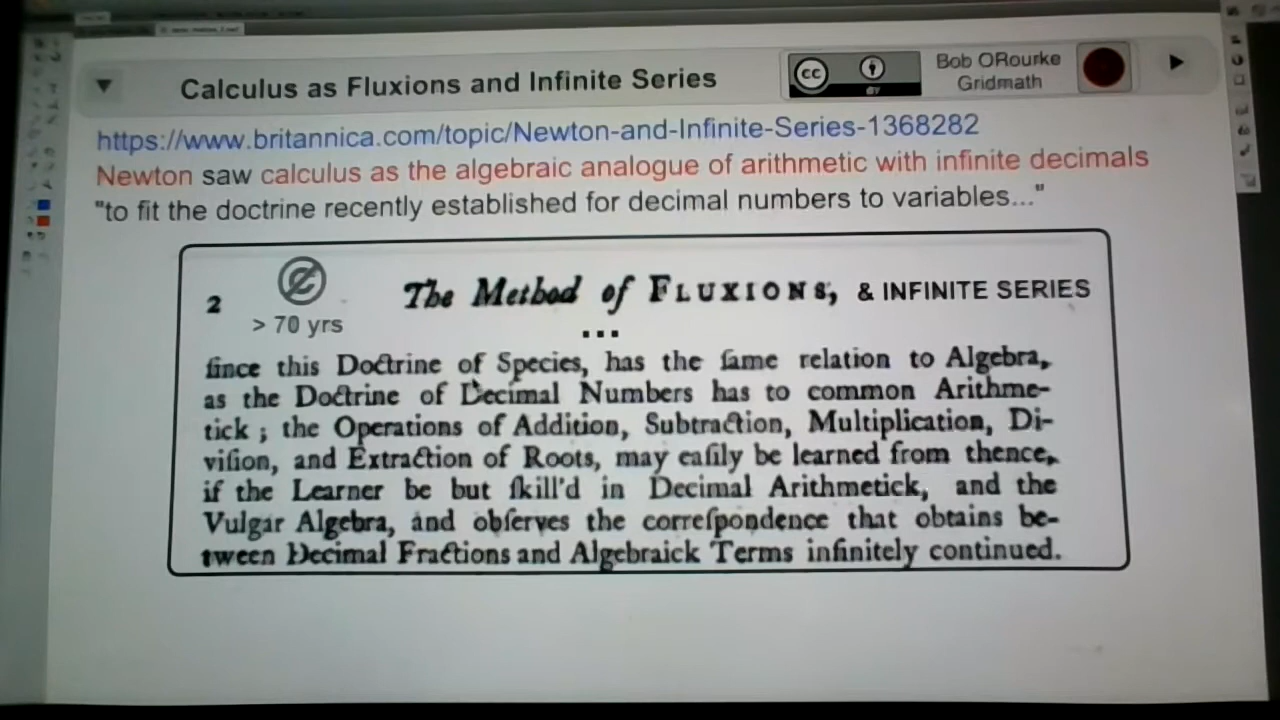 Calculus as Fluxions and Infinite Series
cc
BY
Bob ORourke
Gridmath
https://www.britannica.com/topic/Newton-and-Infinite-Series-1368282
Newton saw calculus as the algebraic analogue of arithmetic with infinite decimals
"to fit the doctrine recently established for decimal numbers to variables..."
2
> 70 yrs
The Method of FLUXIONS, & INFINITE SERIES
...
ſince this Doctrine of Species, has the ſame relation to Algebra,
as the Doctrine of Decimal Numbers has to common Arithme-
tick ; the Operations of Addition, Subtraction, Multiplication, Di-
viſion, and Extraction of Roots, may eaſily be learned from thence,
if the Learner be but ſkill'd in Decimal Arithmetick, and the
Vulgar Algebra, and obſerves the correſpondence that obtains be-
tween Decimal Fractions and Algebraick Terms infinitely continued.